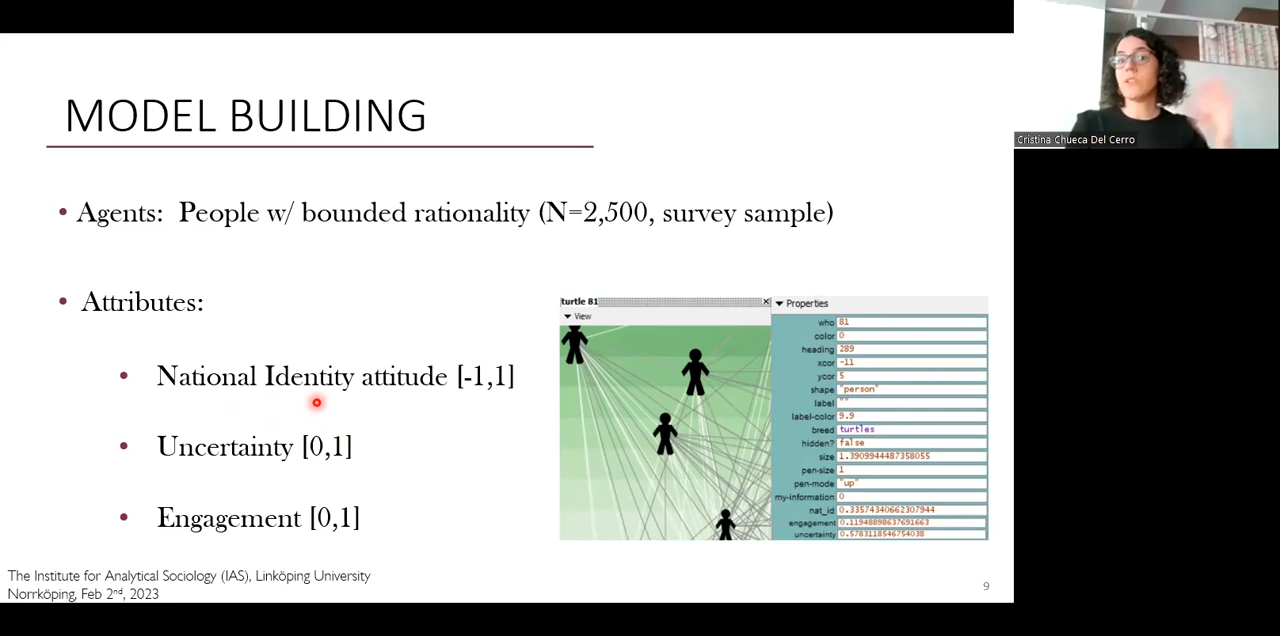 MODEL BUILDING
• Agents: People w/ bounded rationality (N=2,500, survey sample)
• Attributes:
• National Identity attitude [-1,1]
• Uncertainty [0,1]
• Engagement [0,1]
turtle 81
View
Properties
who 81
color 0
heading 289
xcor -11
ycor 5
shape "person"
label ""
label-color 9.9
breed turtles
hidden? false
size 1.3909944487358055
pen-size 1
pen-mode "up"
my-information 0
nat_id 0.33574340662307944
engagement 0.11948898637691663
uncertainty 0.5783118546754038
The Institute for Analytical Sociology (IAS), Linköping University
Norrköping, Feb 2nd, 2023
9
Cristina Chueca Del Cerro